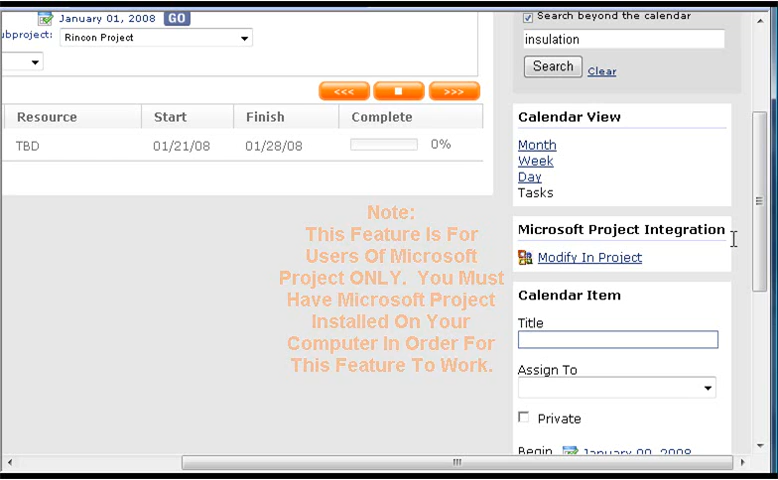 January 01, 2008 GO
Search beyond the calendar
ubproject: Rincon Project
insulation
Search Clear
<<< >>>
Resource Start Finish Complete
TBD 01/21/08 01/28/08 0%
Calendar View
Month
Week
Day
Tasks
Note:
This Feature Is For
Users Of Microsoft
Project ONLY. You Must
Have Microsoft Project
Installed On Your
Computer In Order For
This Feature To Work.
Microsoft Project Integration
Modify In Project
Calendar Item
Title
Assign To
Private
Begin January 00, 2008